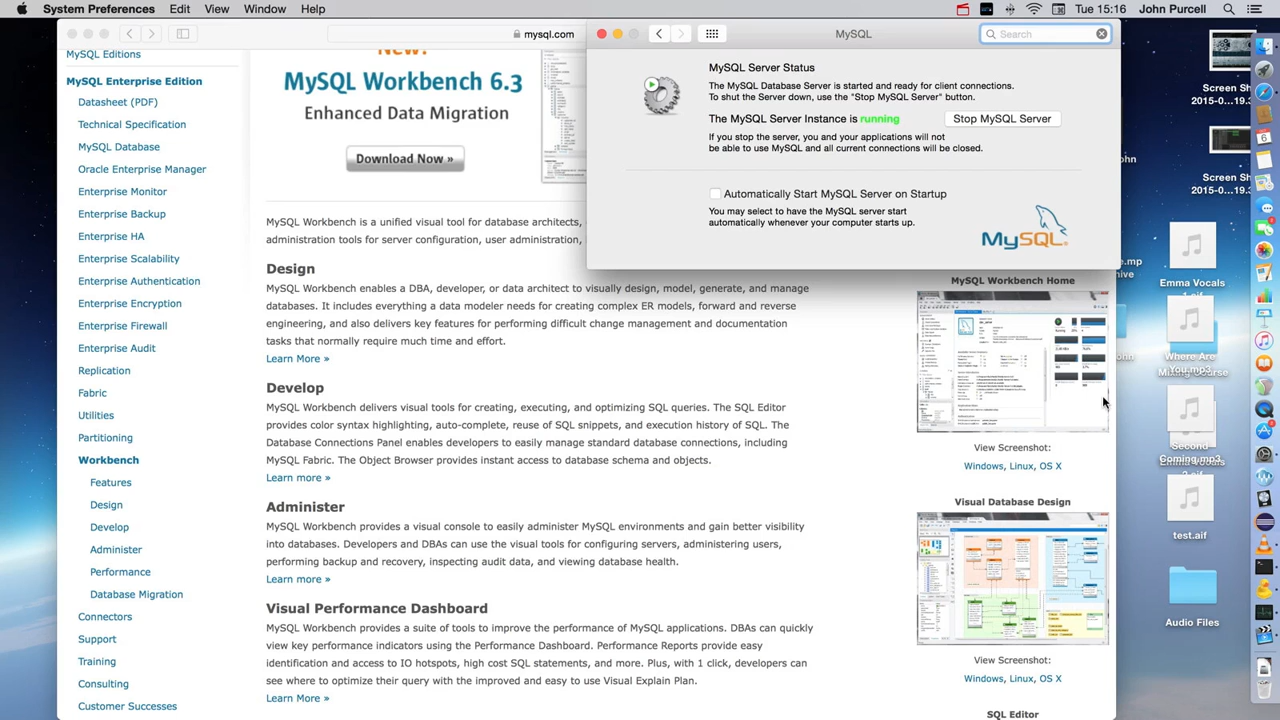 System Preferences Edit View Window Help
Tue 15:16 John Purcell
mysql.com
MySQL
Search
MySQL Editions
MySQL Enterprise Edition
Datasheet (PDF)
Technical Specification
MySQL Database
Oracle Enterprise Manager
Enterprise Monitor
Enterprise Backup
Enterprise HA
Enterprise Scalability
Enterprise Authentication
Enterprise Encryption
Enterprise Firewall
Enterprise Audit
Replication
Fabric
Utilities
Partitioning
Workbench
Features
Design
Develop
Administer
Performance
Database Migration
Connectors
Support
Training
Consulting
Customer Successes
New!
MySQL Workbench 6.3
Enhanced Data Migration
Download Now »
MySQL Workbench is a unified visual tool for database architects,
administration tools for server configuration, user administration,
Design
MySQL Workbench enables a DBA, developer, or data architect to visually design, model, generate, and manage
databases. It includes everything a data modeler needs for creating complex ER models, forward and reverse
engineering, and also delivers key features for performing difficult change management and documentation
tasks that normally require much time and effort.
Learn More »
Develop
MySQL Workbench delivers visual tools for creating, executing, and optimizing SQL queries. The SQL Editor
provides color syntax highlighting, auto-complete, reuse of SQL snippets, and execution history of SQL. The
Database Connections Panel enables developers to easily manage standard database connections, including
MySQL Fabric. The Object Browser provides instant access to database schema and objects.
Learn more »
Administer
MySQL Workbench provides a visual console to easily administer MySQL environments and gain better visibility
into databases. Developers and DBAs can use the visual tools for configuring servers, administering users,
performing backup and recovery, inspecting audit data, and viewing database health.
Learn more »
Visual Performance Dashboard
MySQL Workbench provides a suite of tools to improve the performance of MySQL applications. DBAs can quickly
view key performance indicators using the Performance Dashboard. Performance Reports provide easy
identification and access to IO hotspots, high cost SQL statements, and more. Plus, with 1 click, developers can
see where to optimize their query with the improved and easy to use Visual Explain Plan.
Learn More »
MySQL Server Status
The MySQL Database Server is started and ready for client connections.
To shut the Server down, use the "Stop MySQL Server" button.
The MySQL Server Instance is running
Stop MySQL Server
If you stop the server, you and your applications will not
be able to use MySQL and all current connections will be closed.
Automatically Start MySQL Server on Startup
You may select to have the MySQL server start
automatically whenever your computer starts up.
MySQL
MySQL Workbench Home
View Screenshot:
Windows, Linux, OS X
Visual Database Design
View Screenshot:
Windows, Linux, OS X
SQL Editor
Screen Shot
2015-0...19.3
Screen Sh
2015-0...19.
Emma Vocals
Where Are
You.mp3
Second
Coming.mp3
test.aif
Audio Files